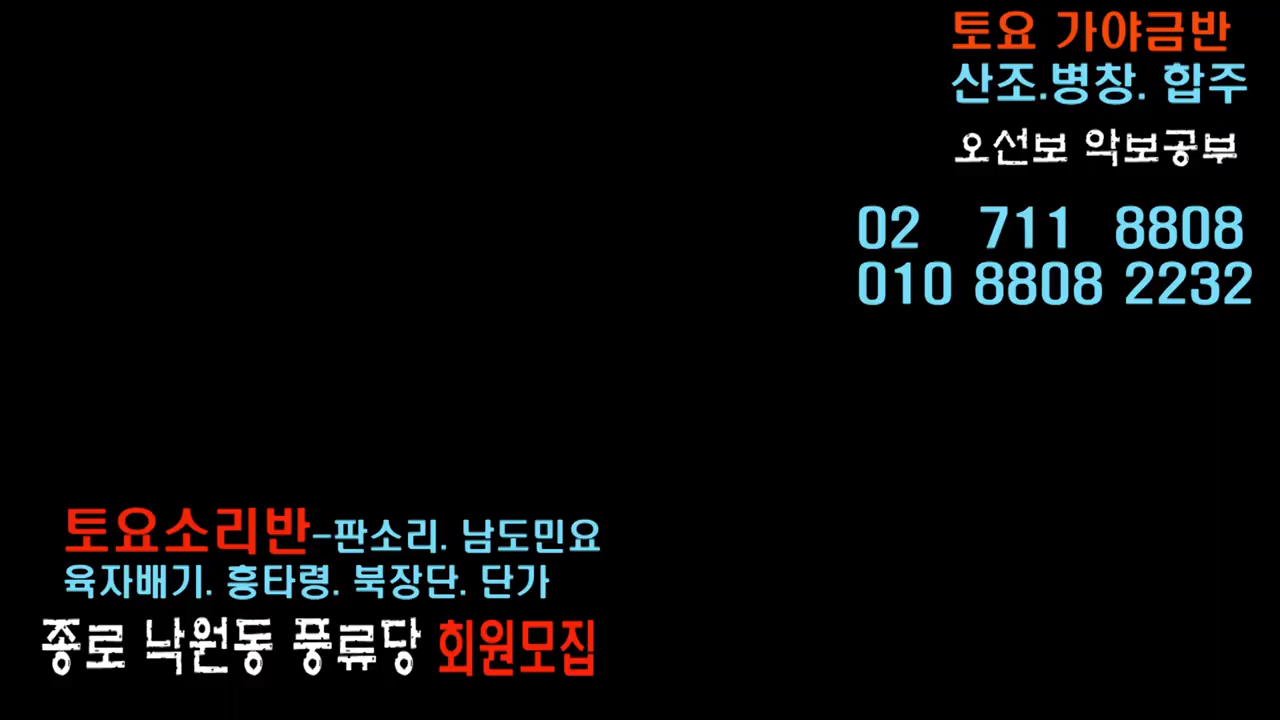 토요 가야금반
산조.병창. 합주
오선보 악보공부
02 711 8808
010 8808 2232
토요소리반-판소리. 남도민요
육자배기. 흥타령. 북장단. 단가
종로 낙원동 풍류당 회원모집